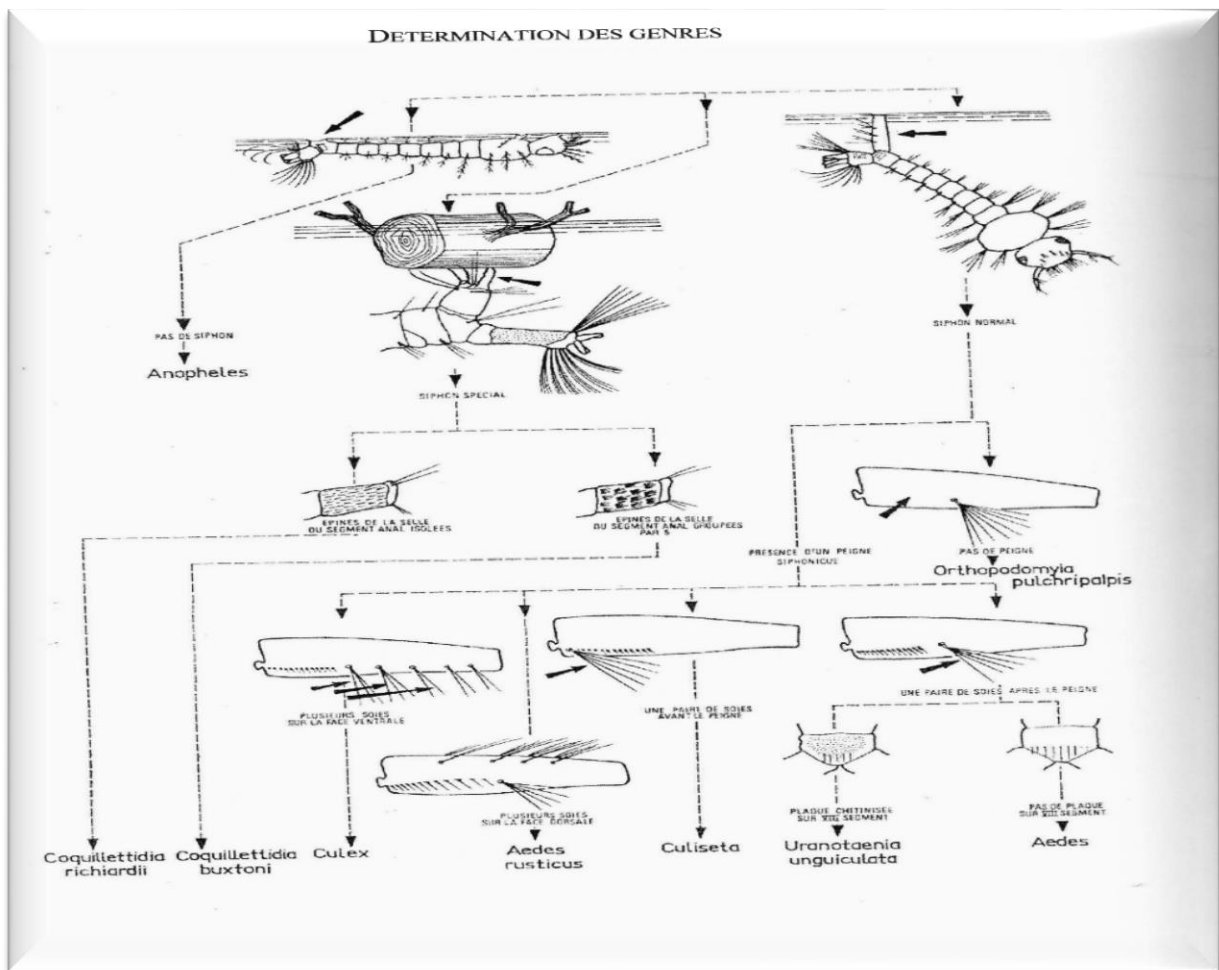 DETERMINATION DES GENRES
PAS DE SIPHON
Anopheles
SIPHON NORMAL
SIPHON SPECIAL
EPINES DE LA SELLE
DU SEGMENT ANAL ISOLEES
EPINES DE LA SELLE
DU SEGMENT ANAL GROUPEES
PAR 5
PRESENCE D'UN PEIGNE
SIPHONIQUE
PAS DE PEIGNE
Orthopodomyia
pulchripalpis
PLUSIEURS SOIES
SUR LA FACE VENTRALE
UNE PAIRE DE SOIES
AVANT LE PEIGNE
UNE PAIRE DE SOIES APRES LE PEIGNE
PLUSIEURS SOIES
SUR LA FACE DORSALE
PLAQUE CHITINISEE
SUR VIII SEGMENT
PAS DE PLAQUE
SUR VIII SEGMENT
Coquillettidia
richiardii
Coquillettidia
buxtoni
Culex
Aedes
rusticus
Culiseta
Uranotaenia
unguiculata
Aedes